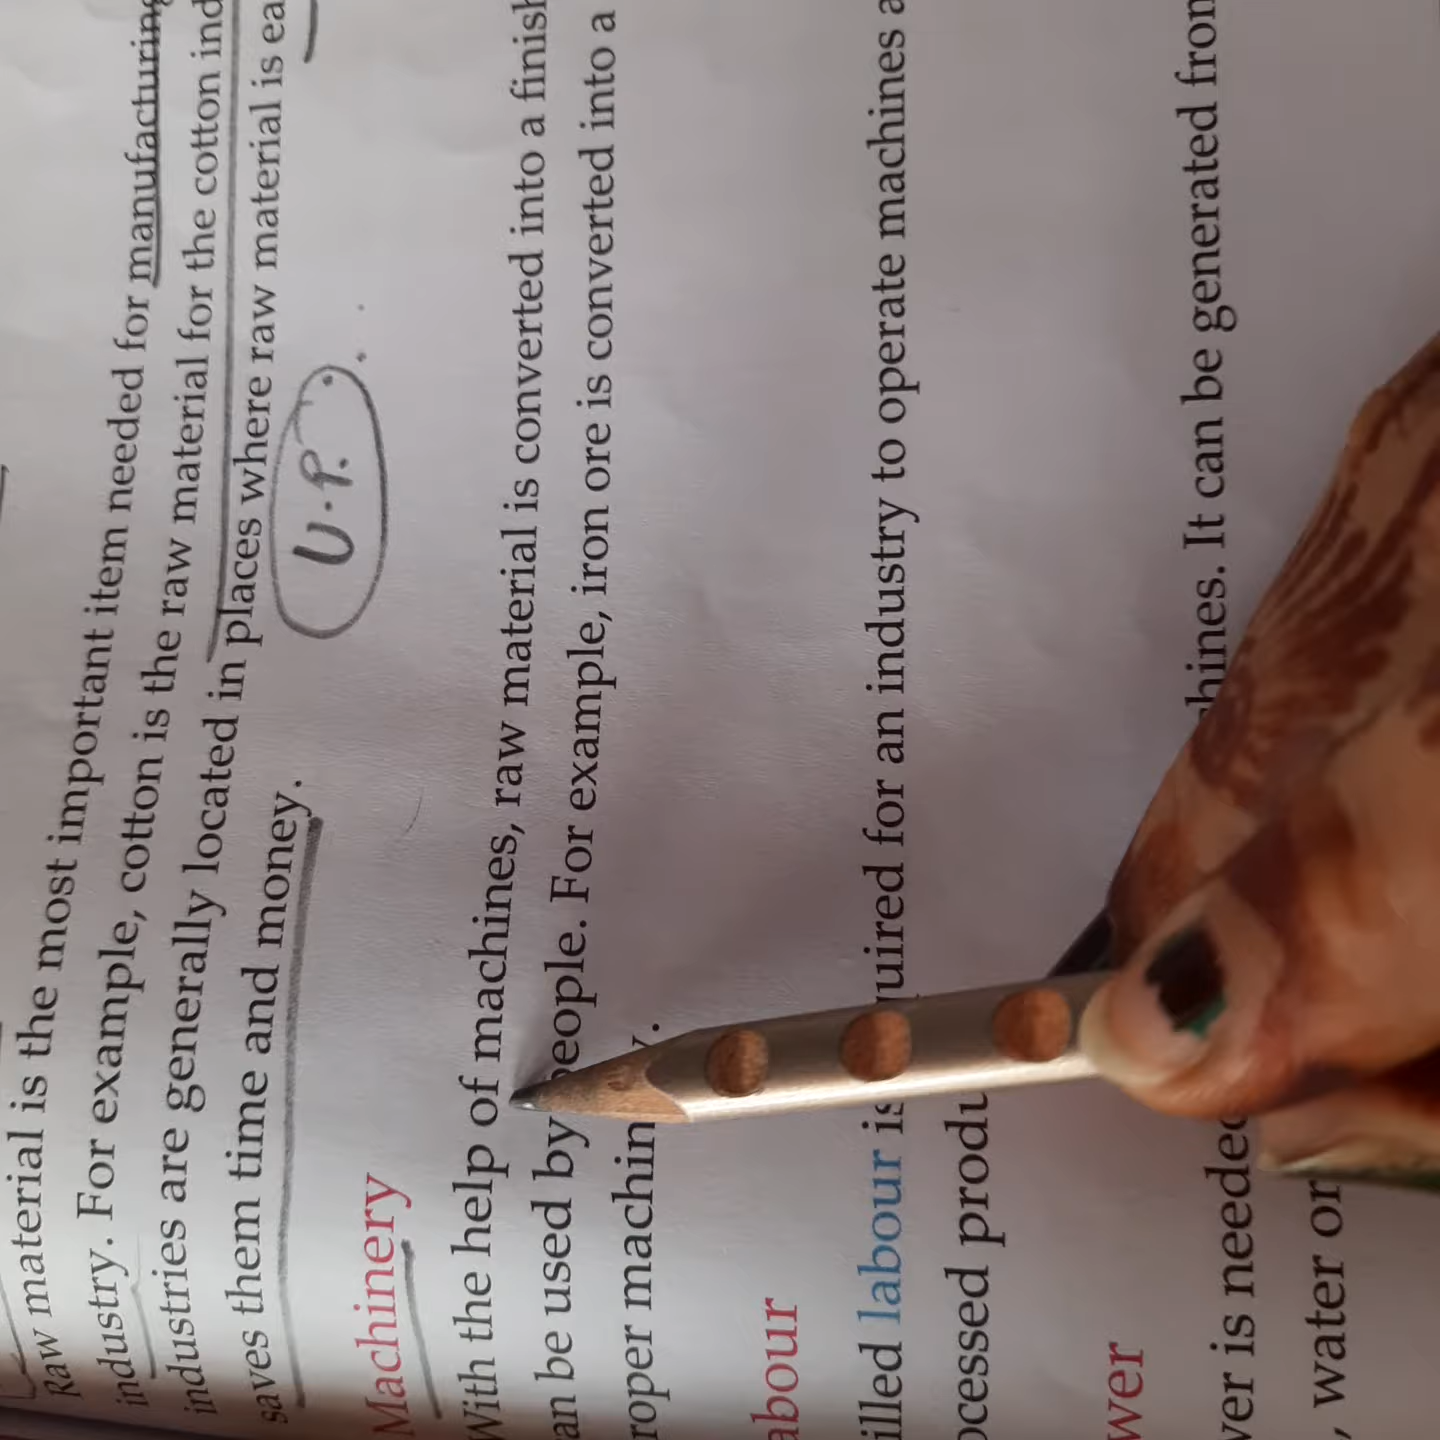 Raw material is the most important item needed for manufacturing
industry. For example, cotton is the raw material for the cotton ind
industries are generally located in places where raw material is ea
saves them time and money.
U.P.
Machinery
With the help of machines, raw material is converted into a finish
an be used by people. For example, iron ore is converted into a
roper machin y.
abour
illed labour is quired for an industry to operate machines a
ocessed produ
wer
wer is needed hines. It can be generated from
, water or